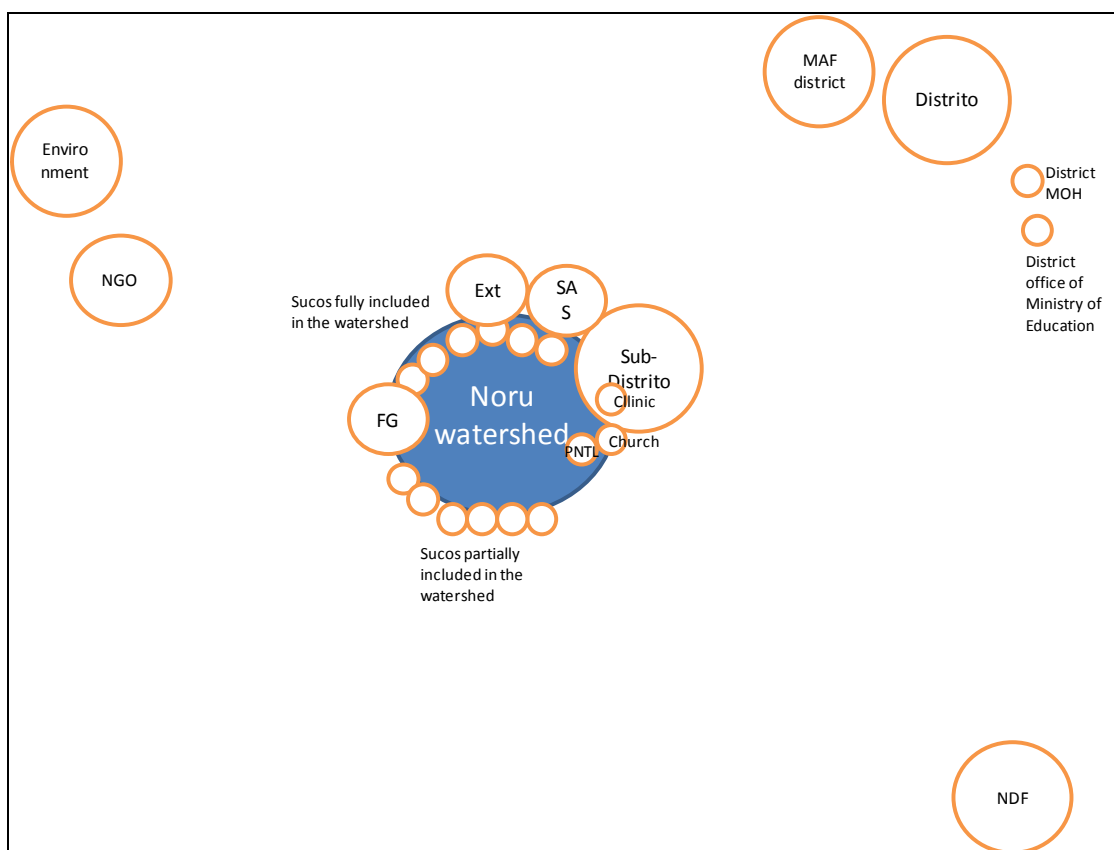 MAF
district
Distrito
Enviro
nment
District
MOH
NGO
District
office of
Ministry of
Education
Ext
SA
S
Sucos fully included
in the watershed
Sub-
Distrito
Cllinic
Noru
watershed
FG
Church
PNTL
Sucos partially
included in the
watershed
NDF